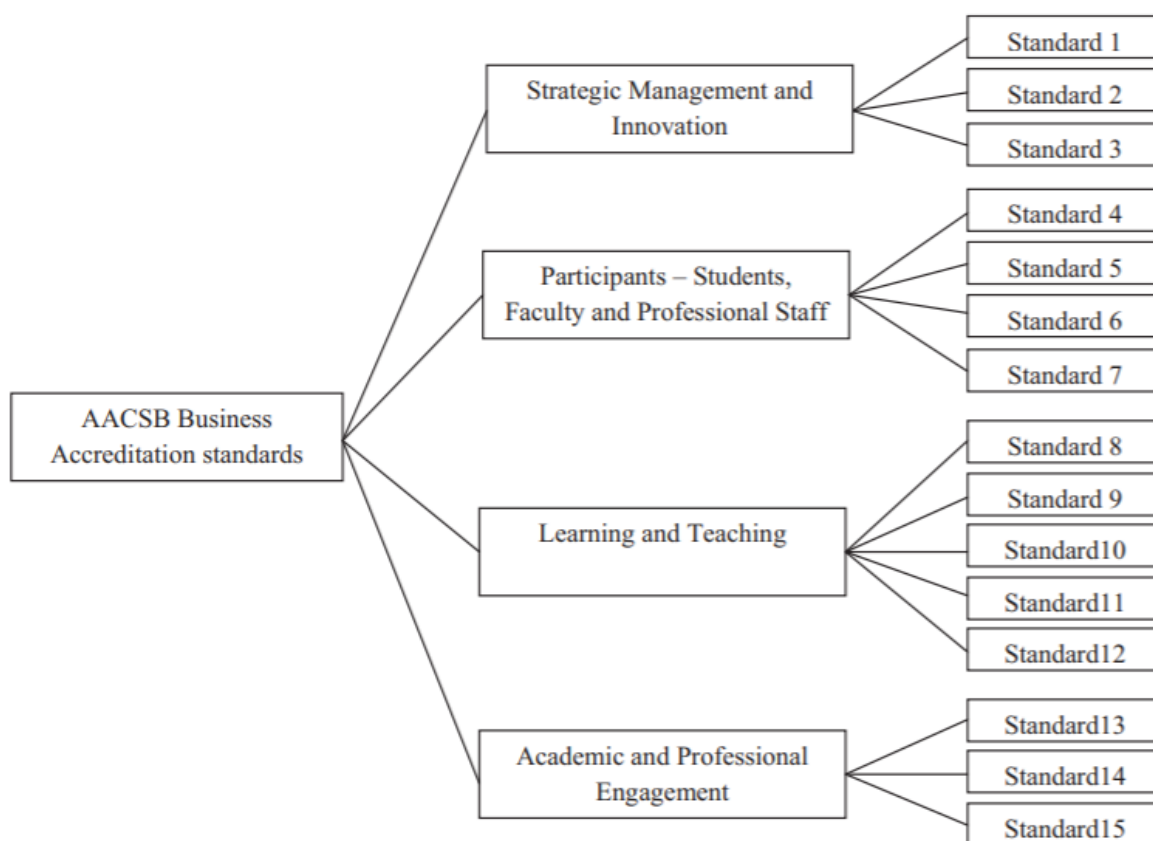 AACSB Business
Accreditation standards
Strategic Management and
Innovation
Standard 1
Standard 2
Standard 3
Participants – Students,
Faculty and Professional Staff
Standard 4
Standard 5
Standard 6
Standard 7
Learning and Teaching
Standard 8
Standard 9
Standard10
Standard11
Standard12
Academic and Professional
Engagement
Standard13
Standard14
Standard15